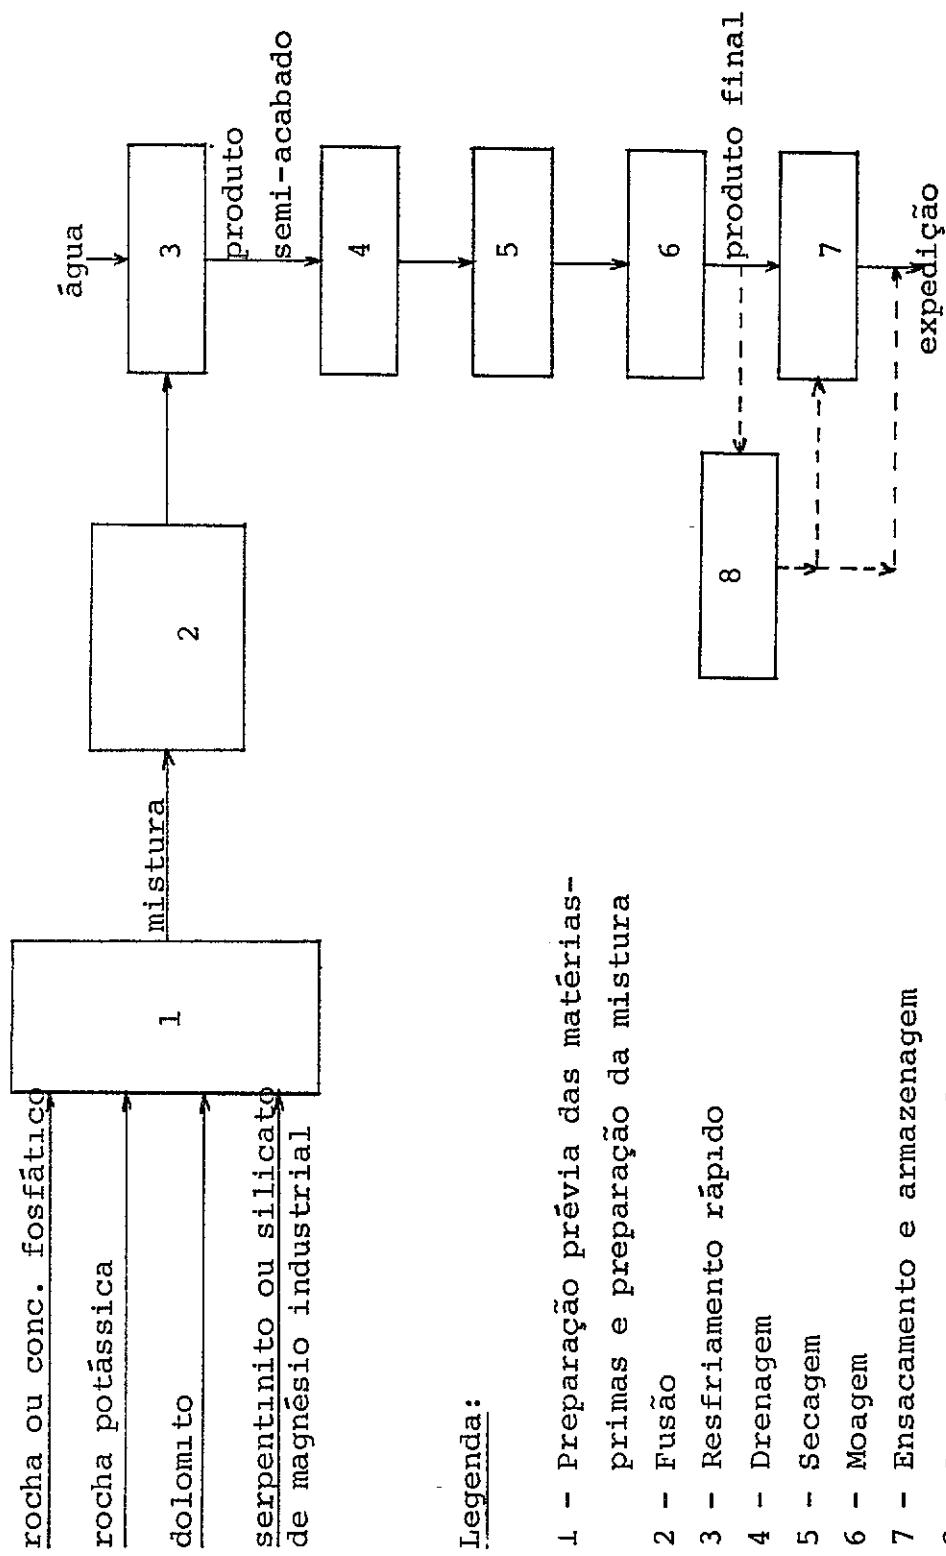 rocha ou conc. fosfático
rocha potássica
dolomito
serpentinito ou silicato
de magnésio industrial
1
mistura
2
água
3
produto
semi-acabado
4
5
6
produto final
7
8
expedição
Legenda:
1 - Preparação prévia das matérias-
primas e preparação da mistura
2 - Fusão
3 - Resfriamento rápido
4 - Drenagem
5 - Secagem
6 - Moagem
7 - Ensacamento e armazenagem